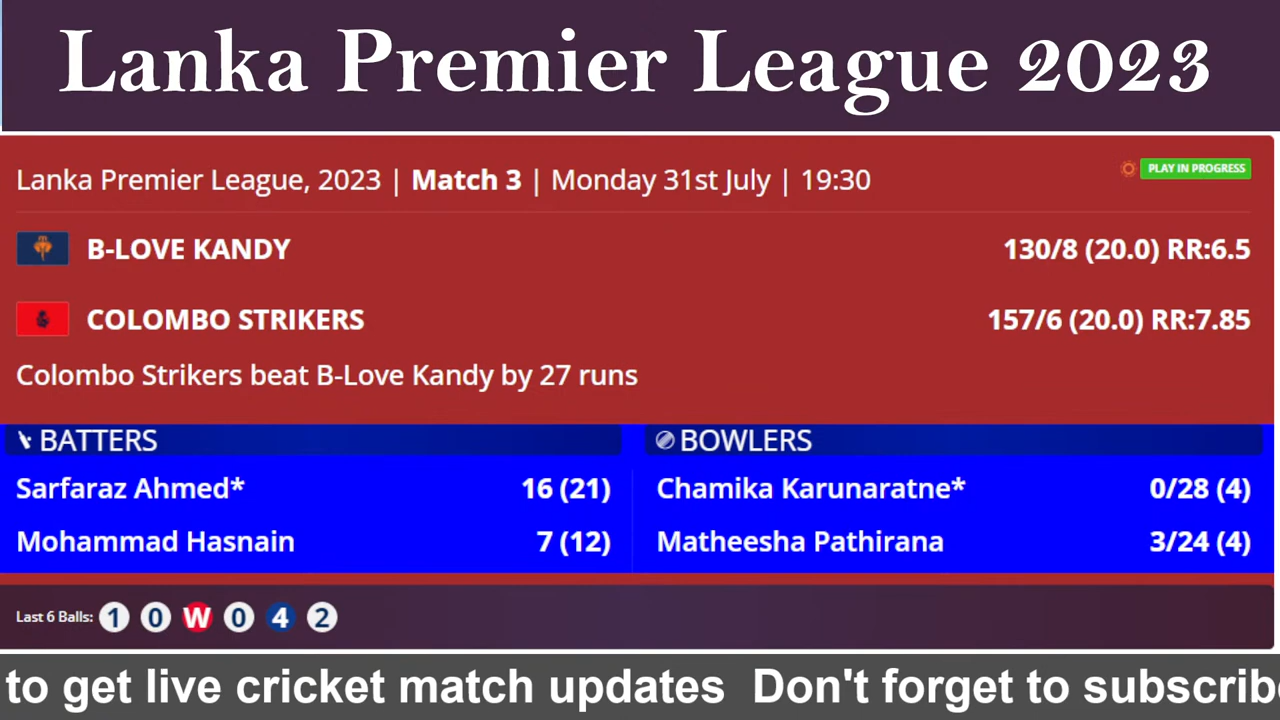 Lanka Premier League 2023
Lanka Premier League, 2023 | Match 3 | Monday 31st July | 19:30
PLAY IN PROGRESS
B-LOVE KANDY 130/8 (20.0) RR:6.5
COLOMBO STRIKERS 157/6 (20.0) RR:7.85
Colombo Strikers beat B-Love Kandy by 27 runs
BATTERS
Sarfaraz Ahmed* 16 (21)
Mohammad Hasnain 7 (12)
BOWLERS
Chamika Karunaratne* 0/28 (4)
Matheesha Pathirana 3/24 (4)
Last 6 Balls: 1 0 W 0 4 2
to get live cricket match updates Don't forget to subscribe